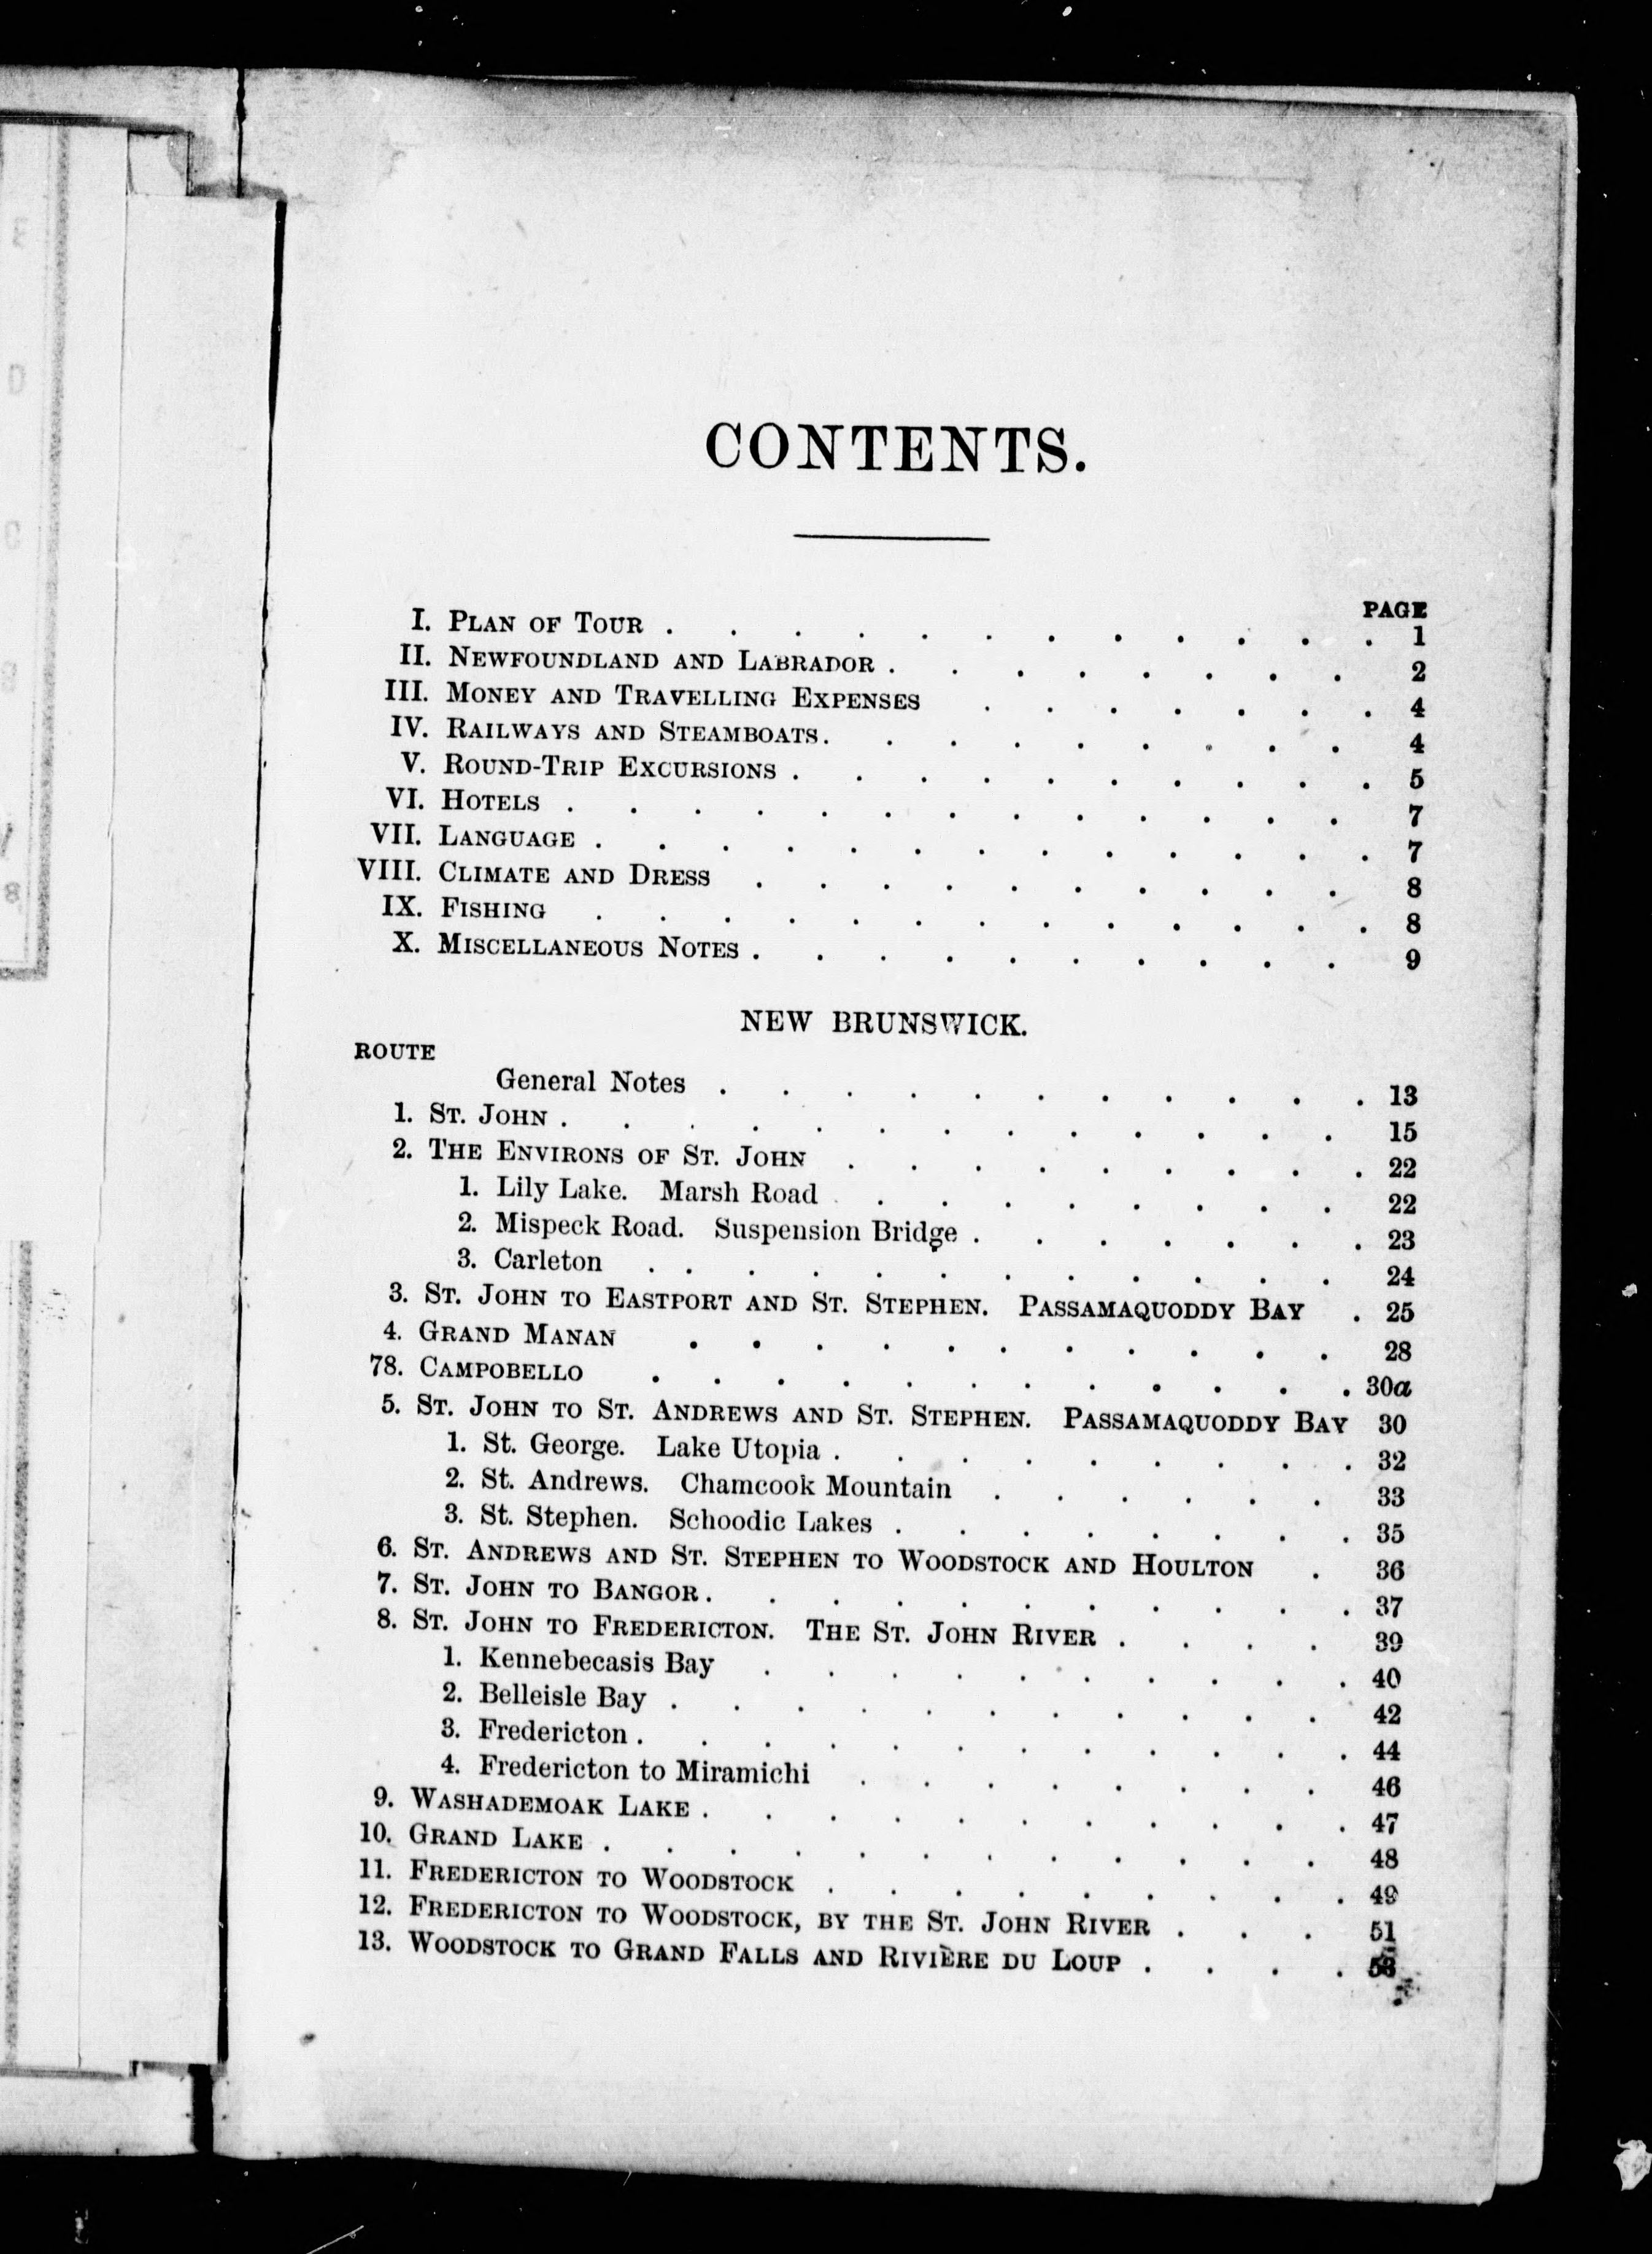 CONTENTS.
PAGE
I. PLAN OF TOUR . . . . . . . . . . . . 1
II. NEWFOUNDLAND AND LABRADOR . . . . . . . . 2
III. MONEY AND TRAVELLING EXPENSES . . . . . . . 4
IV. RAILWAYS AND STEAMBOATS . . . . . . . . . 4
V. ROUND-TRIP EXCURSIONS . . . . . . . . . . 5
VI. HOTELS . . . . . . . . . . . . . 7
VII. LANGUAGE . . . . . . . . . . . . . 7
VIII. CLIMATE AND DRESS . . . . . . . . . . 8
IX. FISHING . . . . . . . . . . . . . 8
X. MISCELLANEOUS NOTES . . . . . . . . . . 9
NEW BRUNSWICK.
ROUTE
General Notes . . . . . . . . . . . 13
1. ST. JOHN . . . . . . . . . . . . . 15
2. THE ENVIRONS OF ST. JOHN . . . . . . . . . 22
1. Lily Lake. Marsh Road . . . . . . . . 22
2. Mispeck Road. Suspension Bridge . . . . . . . 23
3. Carleton . . . . . . . . . . . . 24
3. ST. JOHN TO EASTPORT AND ST. STEPHEN. PASSAMAQUODDY BAY . 25
4. GRAND MANAN . . . . . . . . . . . 28
78. CAMPOBELLO . . . . . . . . . . . . 30a
5. ST. JOHN TO ST. ANDREWS AND ST. STEPHEN. PASSAMAQUODDY BAY 30
1. St. George. Lake Utopia . . . . . . . . . 32
2. St. Andrews. Chamcook Mountain . . . . . . 33
3. St. Stephen. Schoodic Lakes . . . . . . . . 35
6. ST. ANDREWS AND ST. STEPHEN TO WOODSTOCK AND HOULTON . 36
7. ST. JOHN TO BANGOR . . . . . . . . . . . 37
8. ST. JOHN TO FREDERICTON. THE ST. JOHN RIVER . . . . 39
1. Kennebecasis Bay . . . . . . . . . . 40
2. Belleisle Bay . . . . . . . . . . . 42
3. Fredericton . . . . . . . . . . . . 44
4. Fredericton to Miramichi . . . . . . . . 46
9. WASHADEMOAK LAKE . . . . . . . . . . . 47
10. GRAND LAKE . . . . . . . . . . . . 48
11. FREDERICTON TO WOODSTOCK . . . . . . . . . 49
12. FREDERICTON TO WOODSTOCK, BY THE ST. JOHN RIVER . . . 51
13. WOODSTOCK TO GRAND FALLS AND RIVIÈRE DU LOUP . . . .